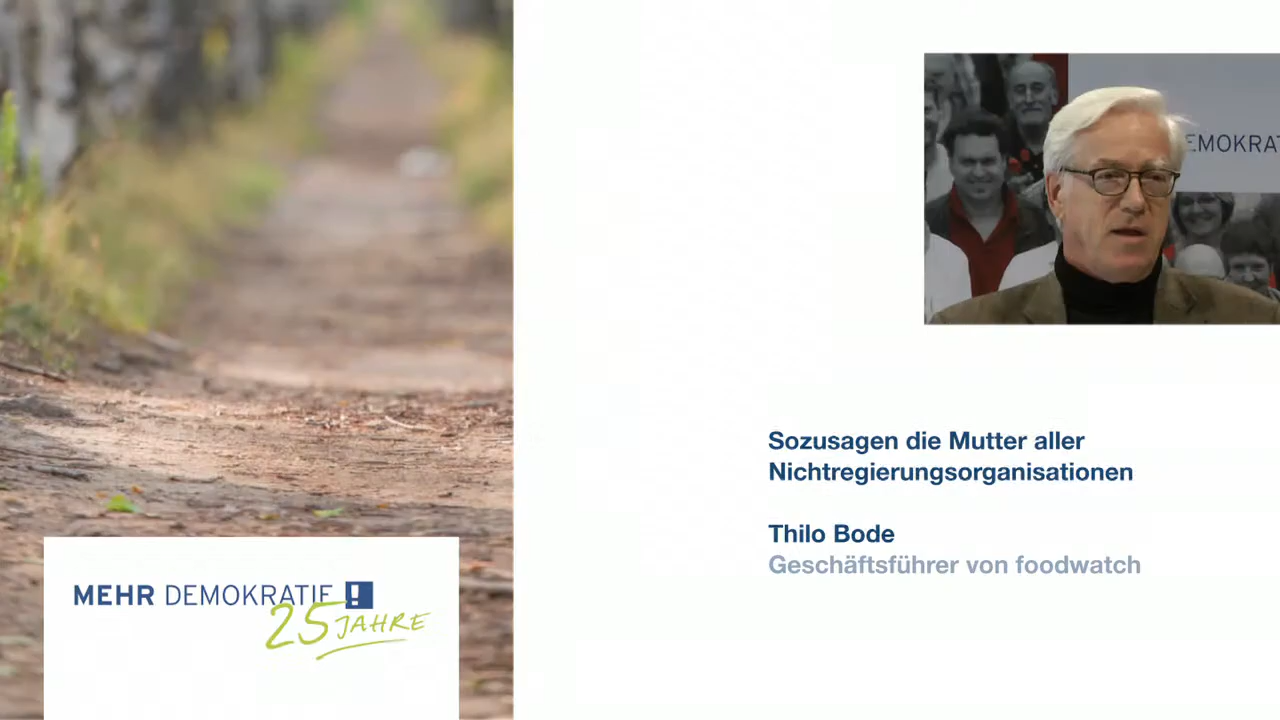 EMOKRAT
Sozusagen die Mutter aller
Nichtregierungsorganisationen
Thilo Bode
Geschäftsführer von foodwatch
MEHR DEMOKRATIE !
25 JAHRE